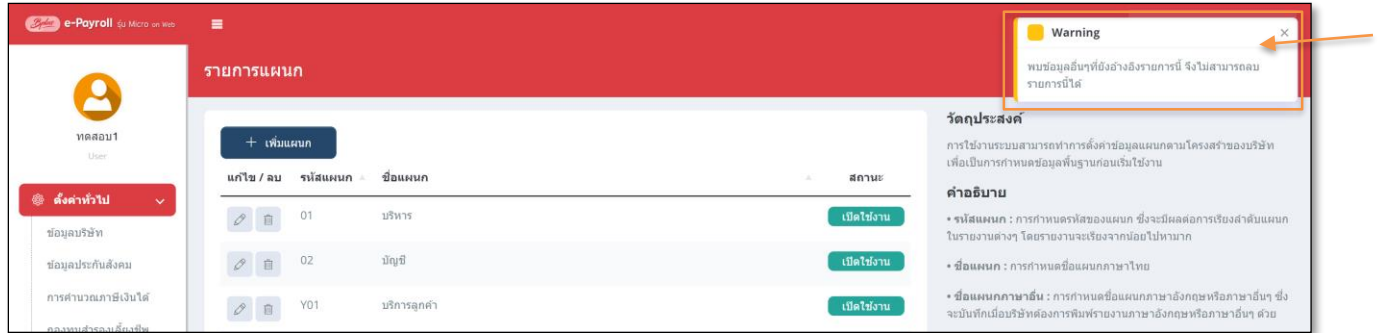 e-Payroll รุ่น Micro on Web
Warning
พบข้อมูลอื่นๆที่ยังอ้างอิงรายการนี้ จึงไม่สามารถลบ
รายการนี้ได้
รายการแผนก
ทดสอบ1
User
ตั้งค่าทั่วไป
ข้อมูลบริษัท
ข้อมูลประกันสังคม
การคำนวณภาษีเงินได้
กองทุนสำรองเลี้ยงชีพ
+ เพิ่มแผนก
แก้ไข / ลบ รหัสแผนก ชื่อแผนก สถานะ
01 บริหาร เปิดใช้งาน
02 บัญชี เปิดใช้งาน
Y01 บริการลูกค้า เปิดใช้งาน
วัตถุประสงค์
การใช้งานระบบสามารถทำการตั้งค่าข้อมูลแผนกตามโครงสร้างของบริษัท
เพื่อเป็นการกำหนดข้อมูลพื้นฐานก่อนเริ่มใช้งาน
คำอธิบาย
• รหัสแผนก : การกำหนดรหัสของแผนก ซึ่งจะมีผลต่อการเรียงลำดับแผนก
ในรายงานต่างๆ โดยรายงานจะเรียงจากน้อยไปหามาก
• ชื่อแผนก : การกำหนดชื่อแผนกภาษาไทย
• ชื่อแผนกภาษาอื่น : การกำหนดชื่อแผนกภาษาอังกฤษหรือภาษาอื่นๆ ซึ่ง
จะบันทึกเมื่อบริษัทต้องการพิมพ์รายงานภาษาอังกฤษหรือภาษาอื่นๆ ด้วย